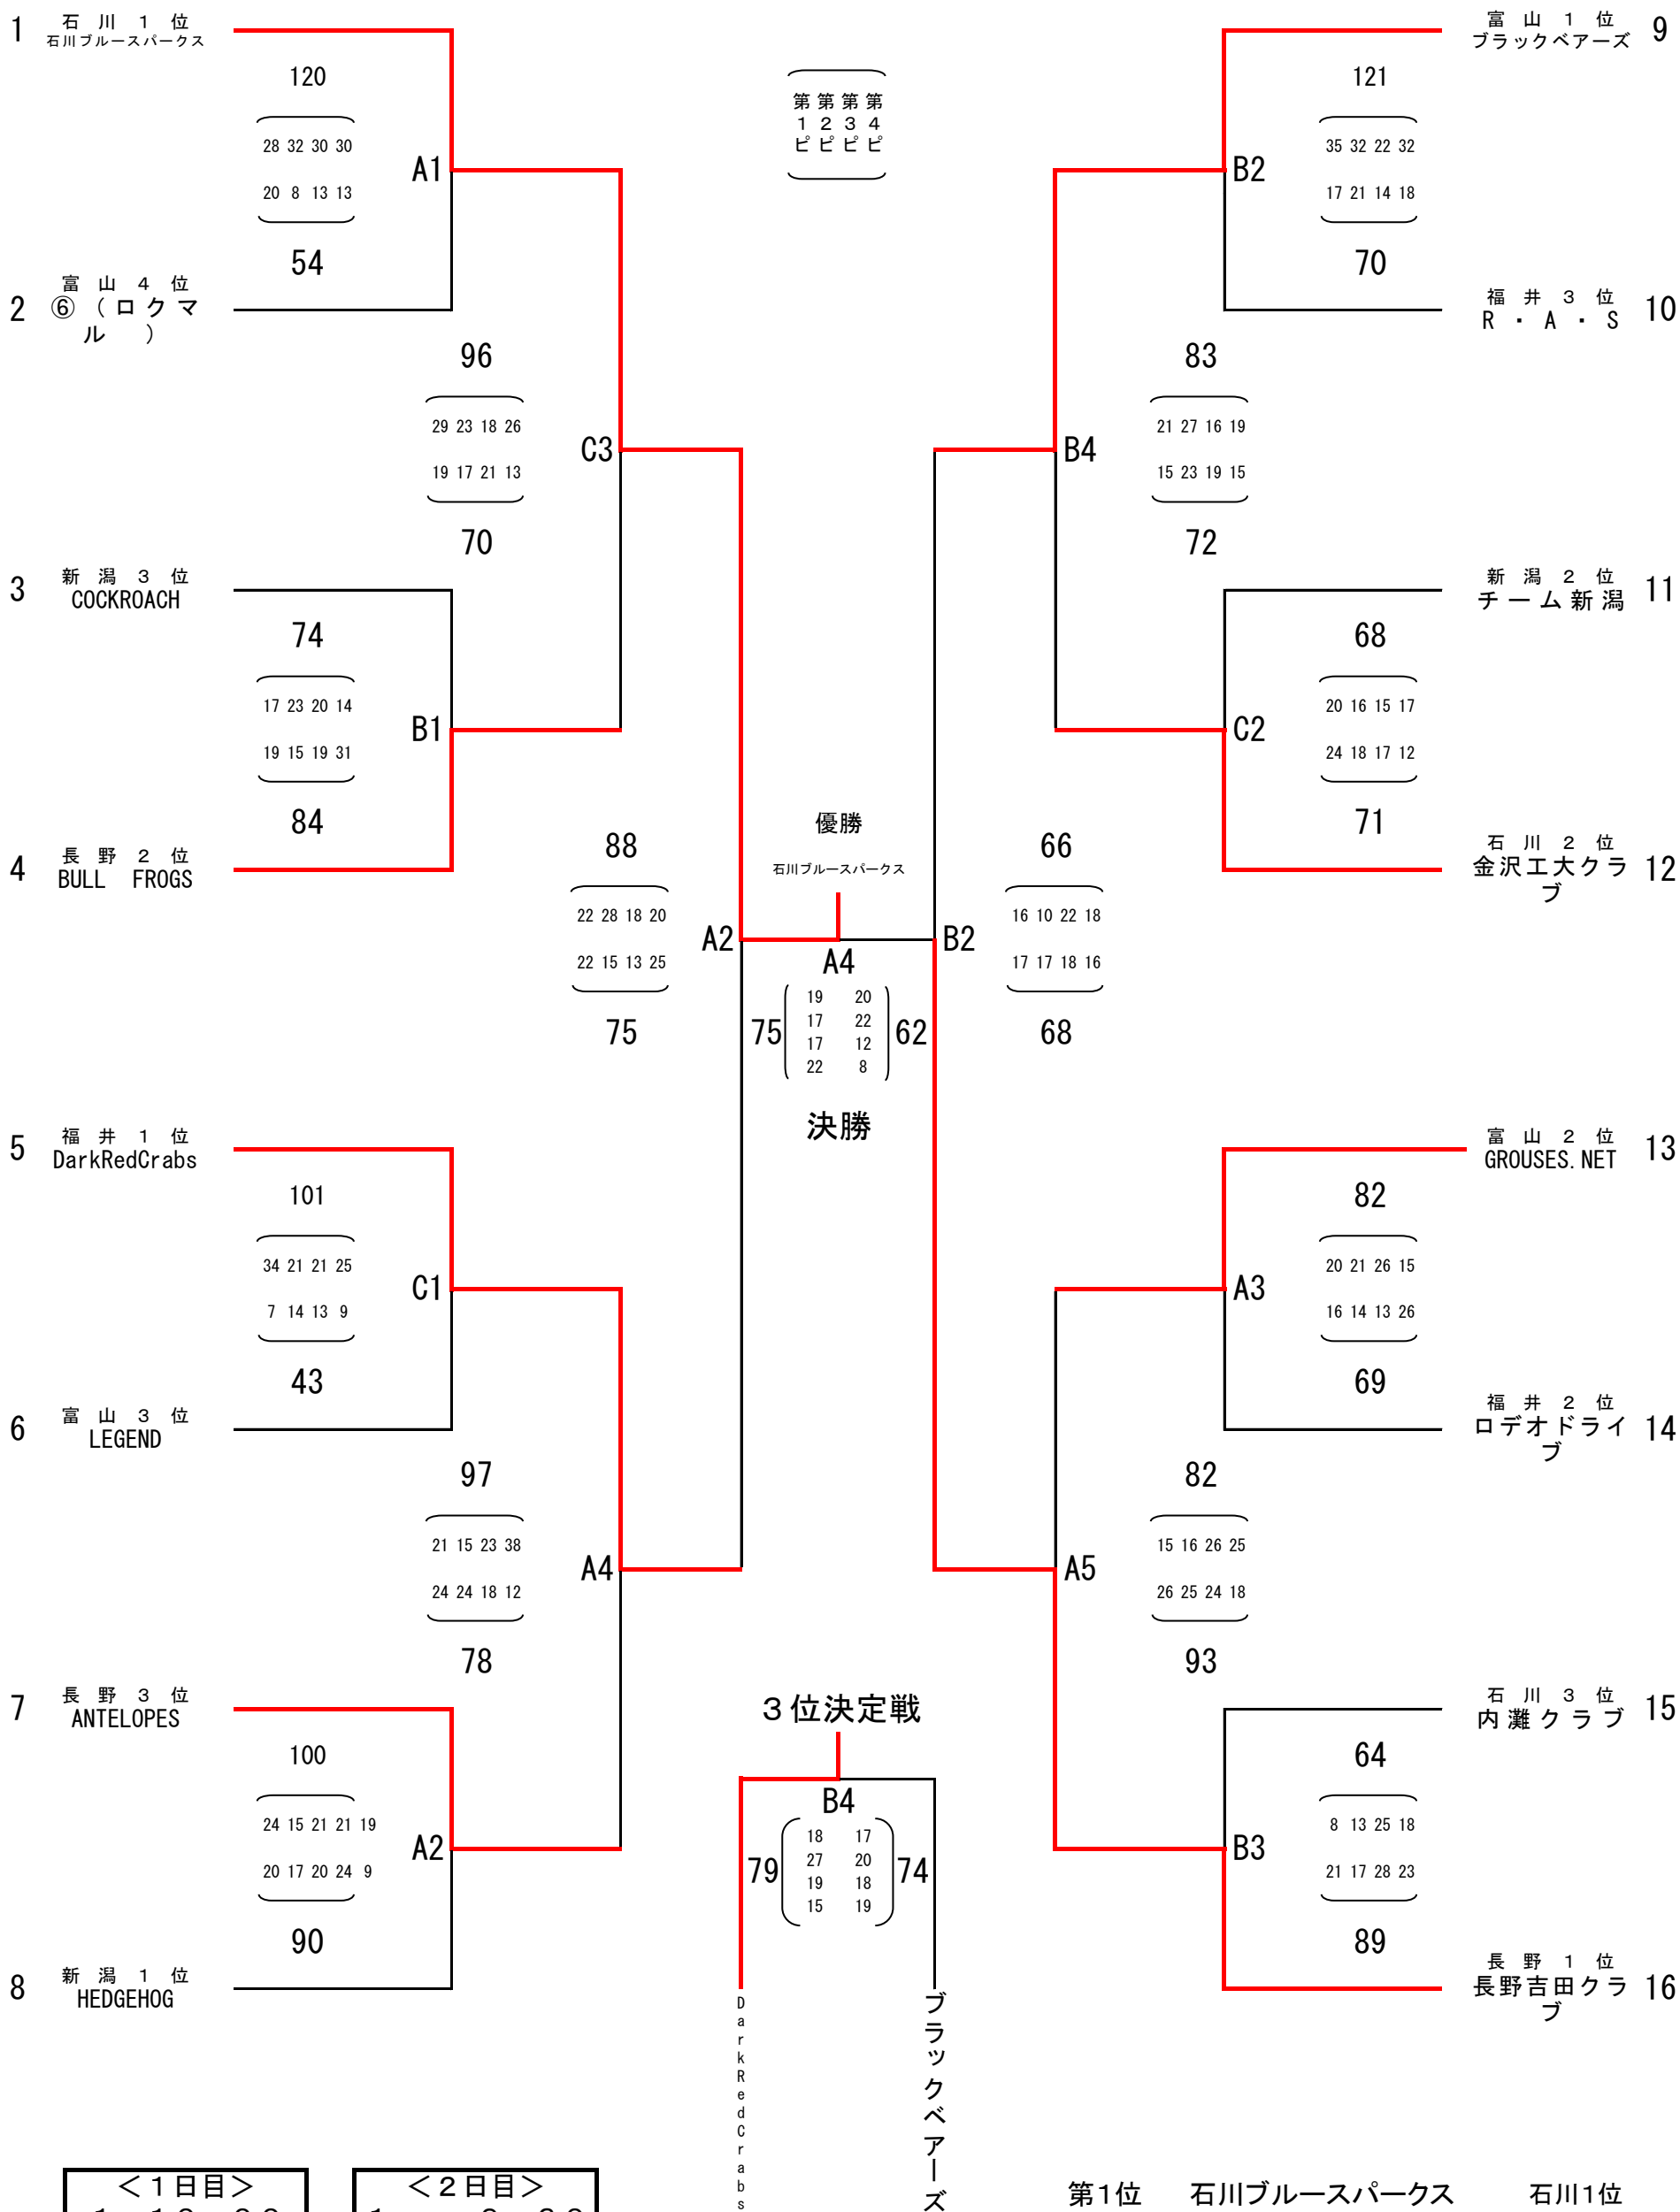 1
石川1位
石川ブルースパークス
120
28 32 30 30
20 8 13 13
54
A1
2
富山4位
⑥（ロクマ
ル）
96
29 23 18 26
19 17 21 13
70
C3
3
新潟3位
COCKROACH
74
17 23 20 14
19 15 19 31
84
B1
4
長野2位
BULL FROGS
88
22 28 18 20
22 15 13 25
75
A2
5
福井1位
DarkRedCrabs
101
34 21 21 25
7 14 13 9
43
C1
6
富山3位
LEGEND
97
21 15 23 38
24 24 18 12
78
A4
7
長野3位
ANTELOPES
100
24 15 21 21 19
20 17 20 24 9
90
A2
8
新潟1位
HEDGEHOG
第1ピ
第2ピ
第3ピ
第4ピ
優勝
石川ブルースパークス
A4
75
19 20
17 22
17 12
22 8
62
決勝
3位決定戦
B4
79
18 17
27 20
19 18
15 19
74
DarkRedCrabs
ブラックベアーズ
富山1位
ブラックベアーズ
9
121
35 32 22 32
17 21 14 18
70
B2
福井3位
R・A・S
10
83
21 27 16 19
15 23 19 15
72
B4
新潟2位
チーム新潟
11
68
20 16 15 17
24 18 17 12
71
C2
石川2位
金沢工大クラ
ブ
12
66
16 10 22 18
17 17 18 16
68
B2
富山2位
GROUSES.NET
13
82
20 21 26 15
16 14 13 26
69
A3
福井2位
ロデオドライ
ブ
14
82
15 16 26 25
26 25 24 18
93
A5
石川3位
内灘クラブ
15
64
8 13 25 18
21 17 28 23
89
B3
長野1位
長野吉田クラ
ブ
16
＜1日目＞
＜2日目＞
第1位 石川ブルースパークス 石川1位